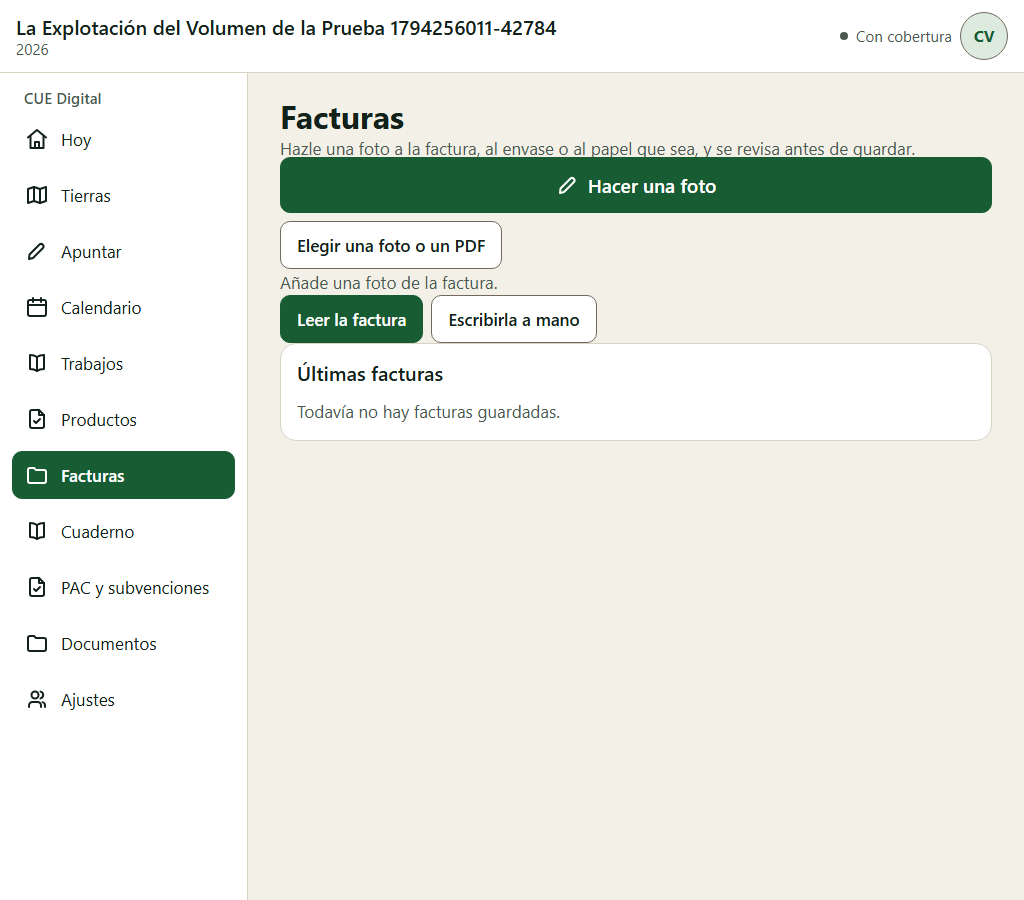 La Explotación del Volumen de la Prueba 1794256011-42784
2026
Con cobertura
CV
CUE Digital
Hoy
Tierras
Apuntar
Calendario
Trabajos
Productos
Facturas
Cuaderno
PAC y subvenciones
Documentos
Ajustes
Facturas
Hazle una foto a la factura, al envase o al papel que sea, y se revisa antes de guardar.
Hacer una foto
Elegir una foto o un PDF
Añade una foto de la factura.
Leer la factura
Escribirla a mano
Últimas facturas
Todavía no hay facturas guardadas.